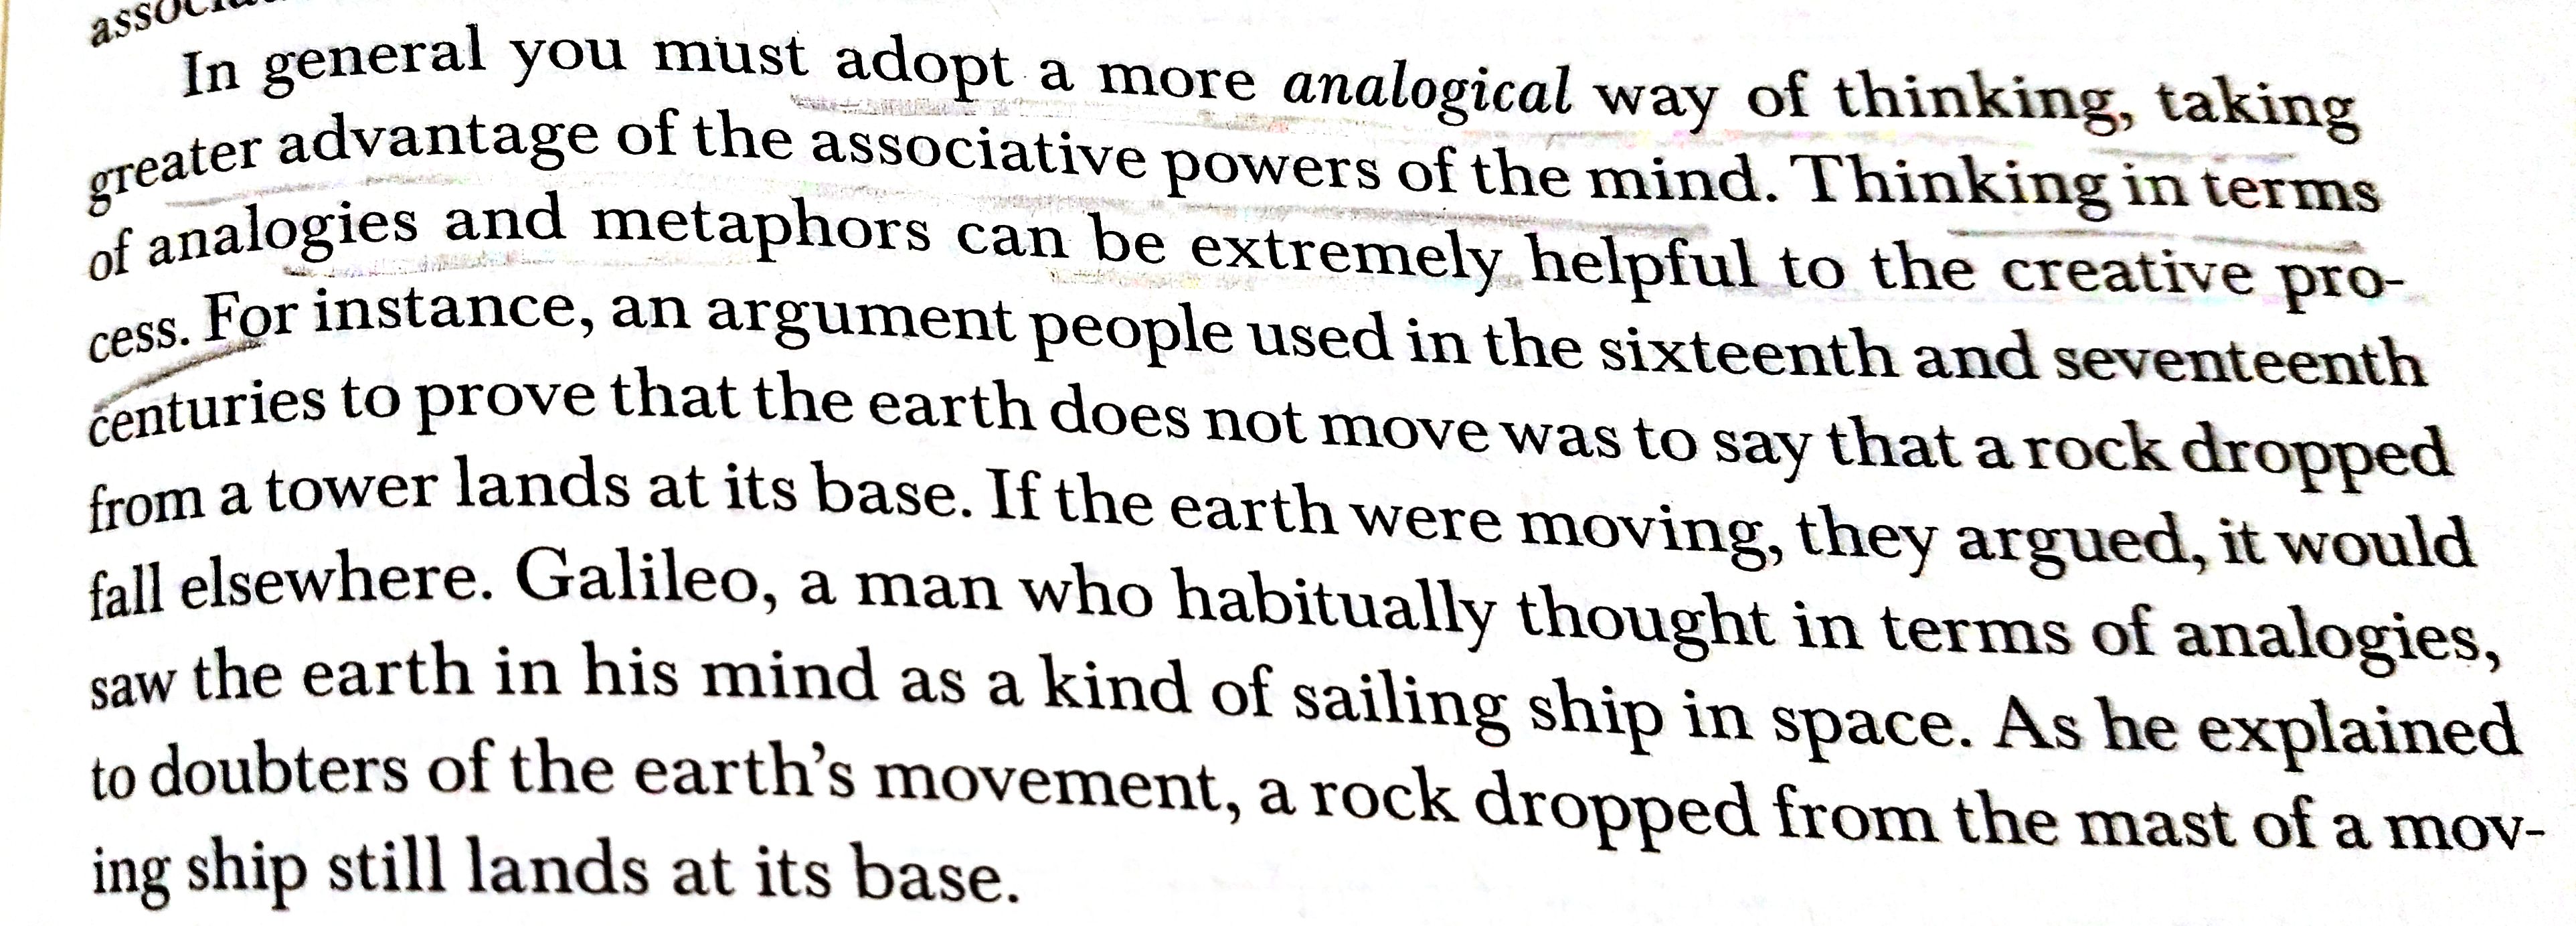 In general you must adopt a more analogical way of thinking, taking
greater advantage of the associative powers of the mind. Thinking in terms
of analogies and metaphors can be extremely helpful to the creative pro-
cess. For instance, an argument people used in the sixteenth and seventeenth
centuries to prove that the earth does not move was to say that a rock dropped
from a tower lands at its base. If the earth were moving, they argued, it would
fall elsewhere. Galileo, a man who habitually thought in terms of analogies,
saw the earth in his mind as a kind of sailing ship in space. As he explained
to doubters of the earth's movement, a rock dropped from the mast of a mov-
ing ship still lands at its base.